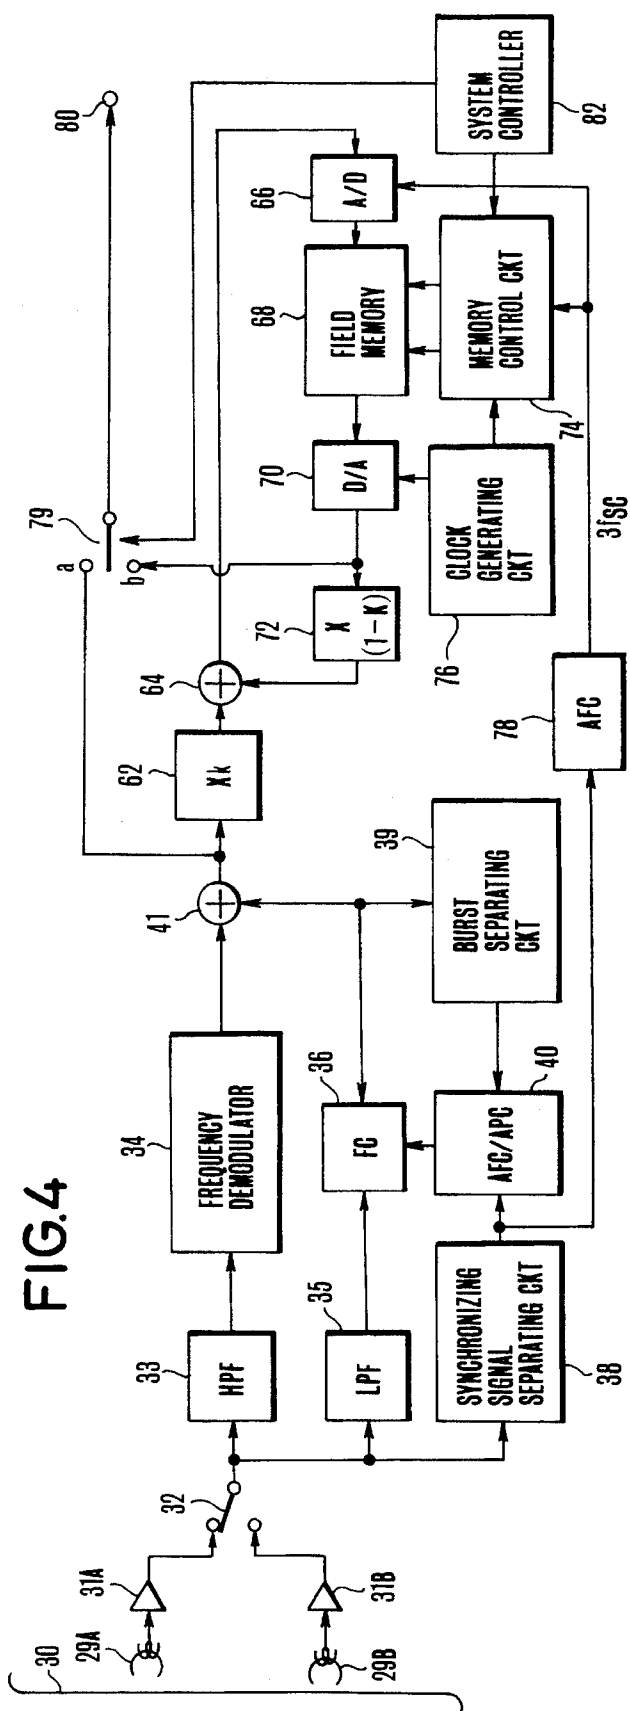 FIG.4
30
29A
29B
31A
31B
32
33
HPF
34
FREQUENCY
DEMODULATOR
35
LPF
36
FC
38
SYNCHRONIZING
SIGNAL
SEPARATING CKT
39
BURST
SEPARATING
CKT
40
AFC/APC
41
62
Xk
64
a
b
79
80
72
X
(1-K)
70
D/A
68
FIELD
MEMORY
66
A/D
76
CLOCK
GENERATING
CKT
74
MEMORY
CONTROL CKT
82
SYSTEM
CONTROLLER
78
AFC
3fSC